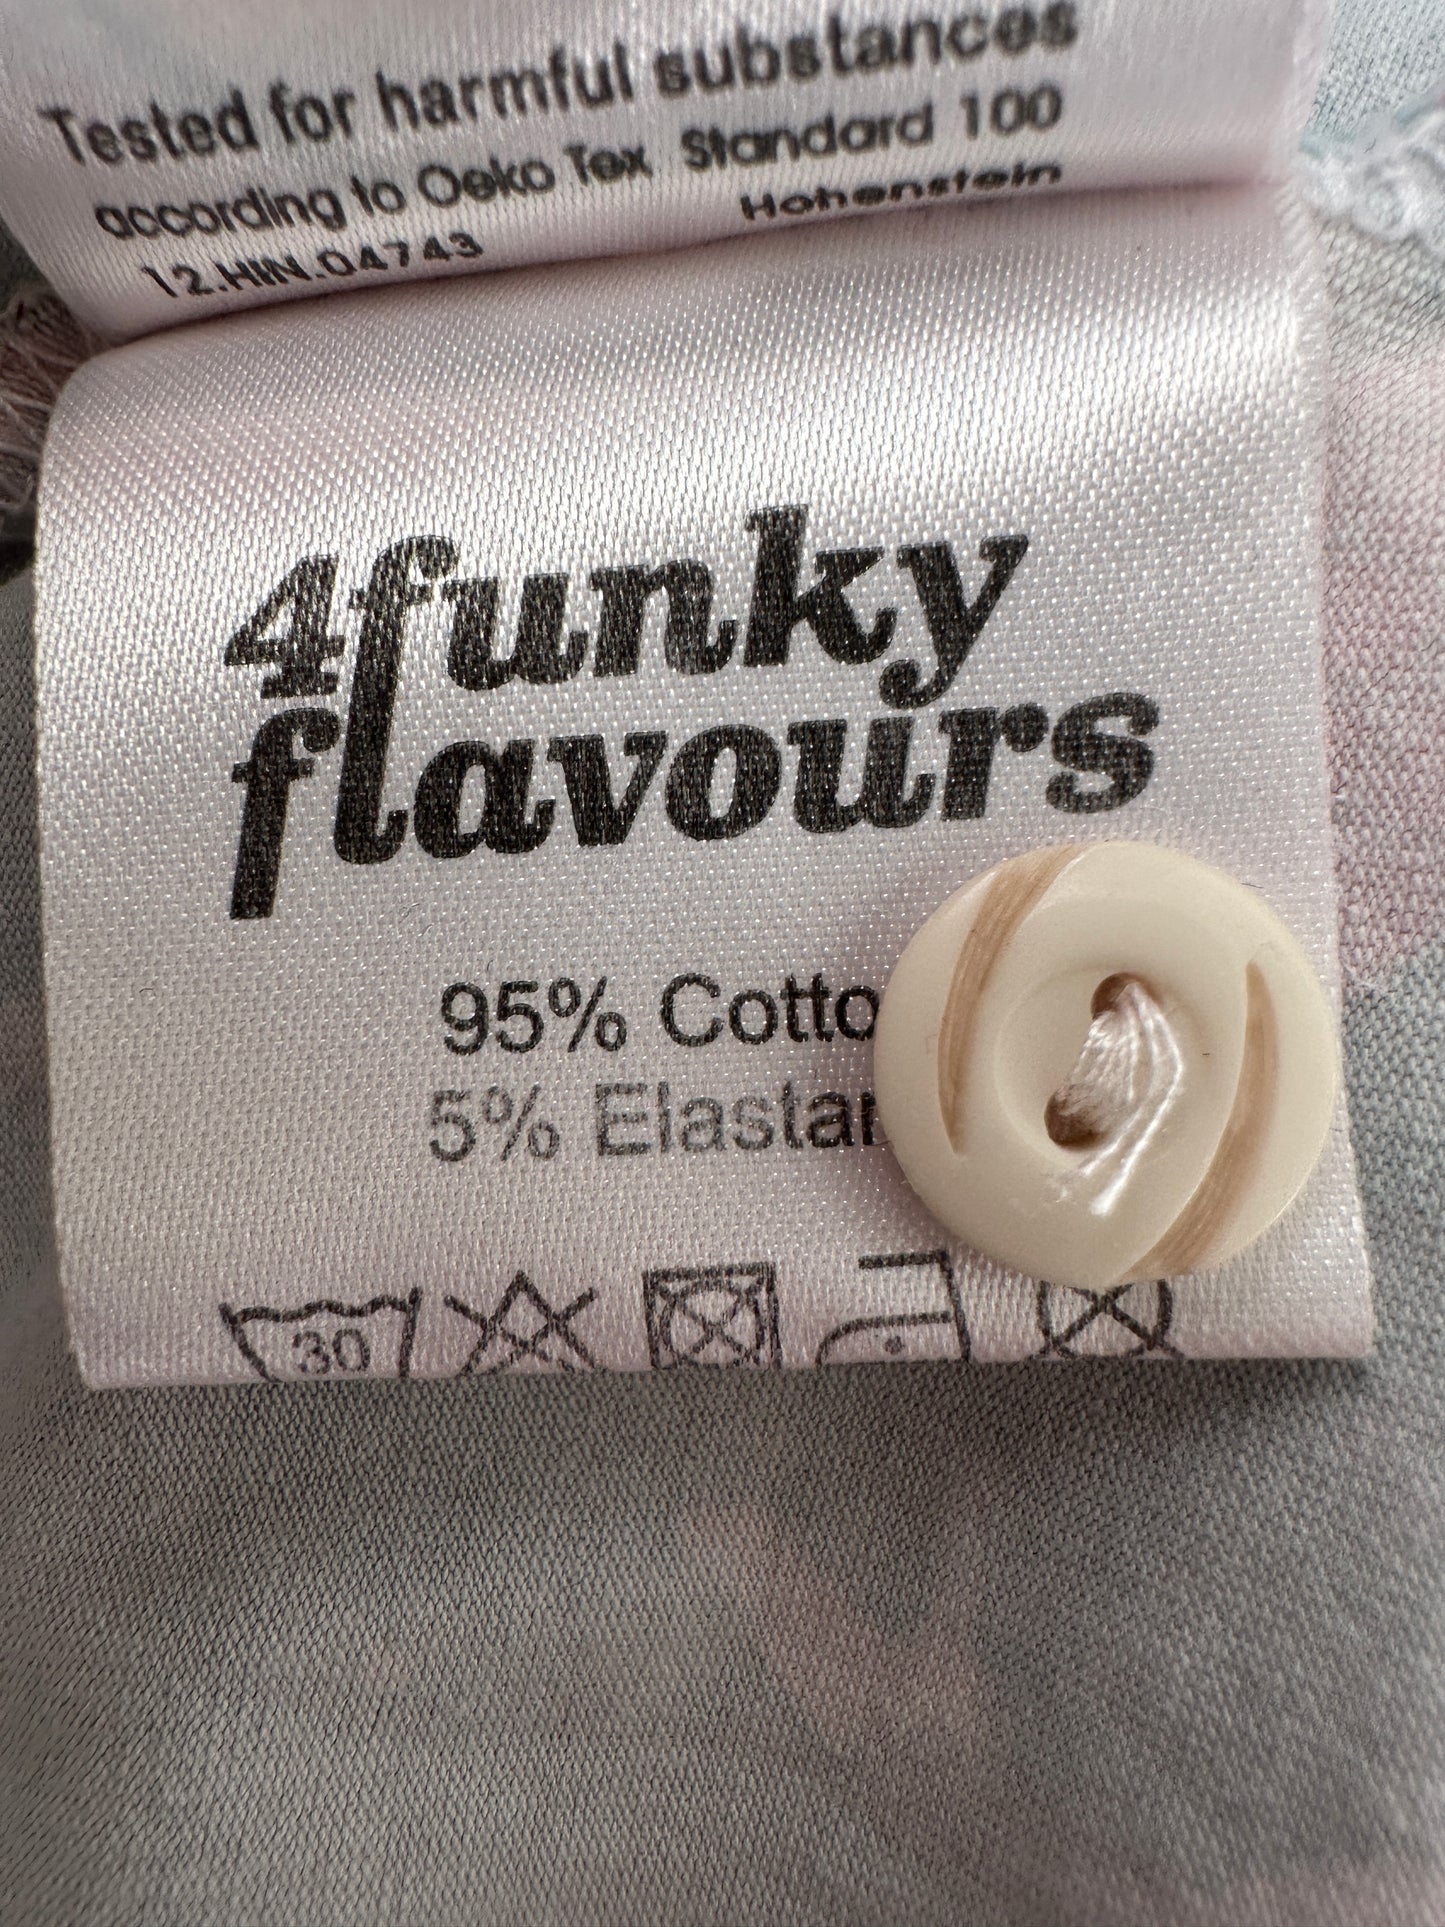 Tested for harmful substances
according to Oeko Tex Standard 100
Hohenstein
12.HIN.04743
4funky
flavours
95% Cotto
5% Elastan
30